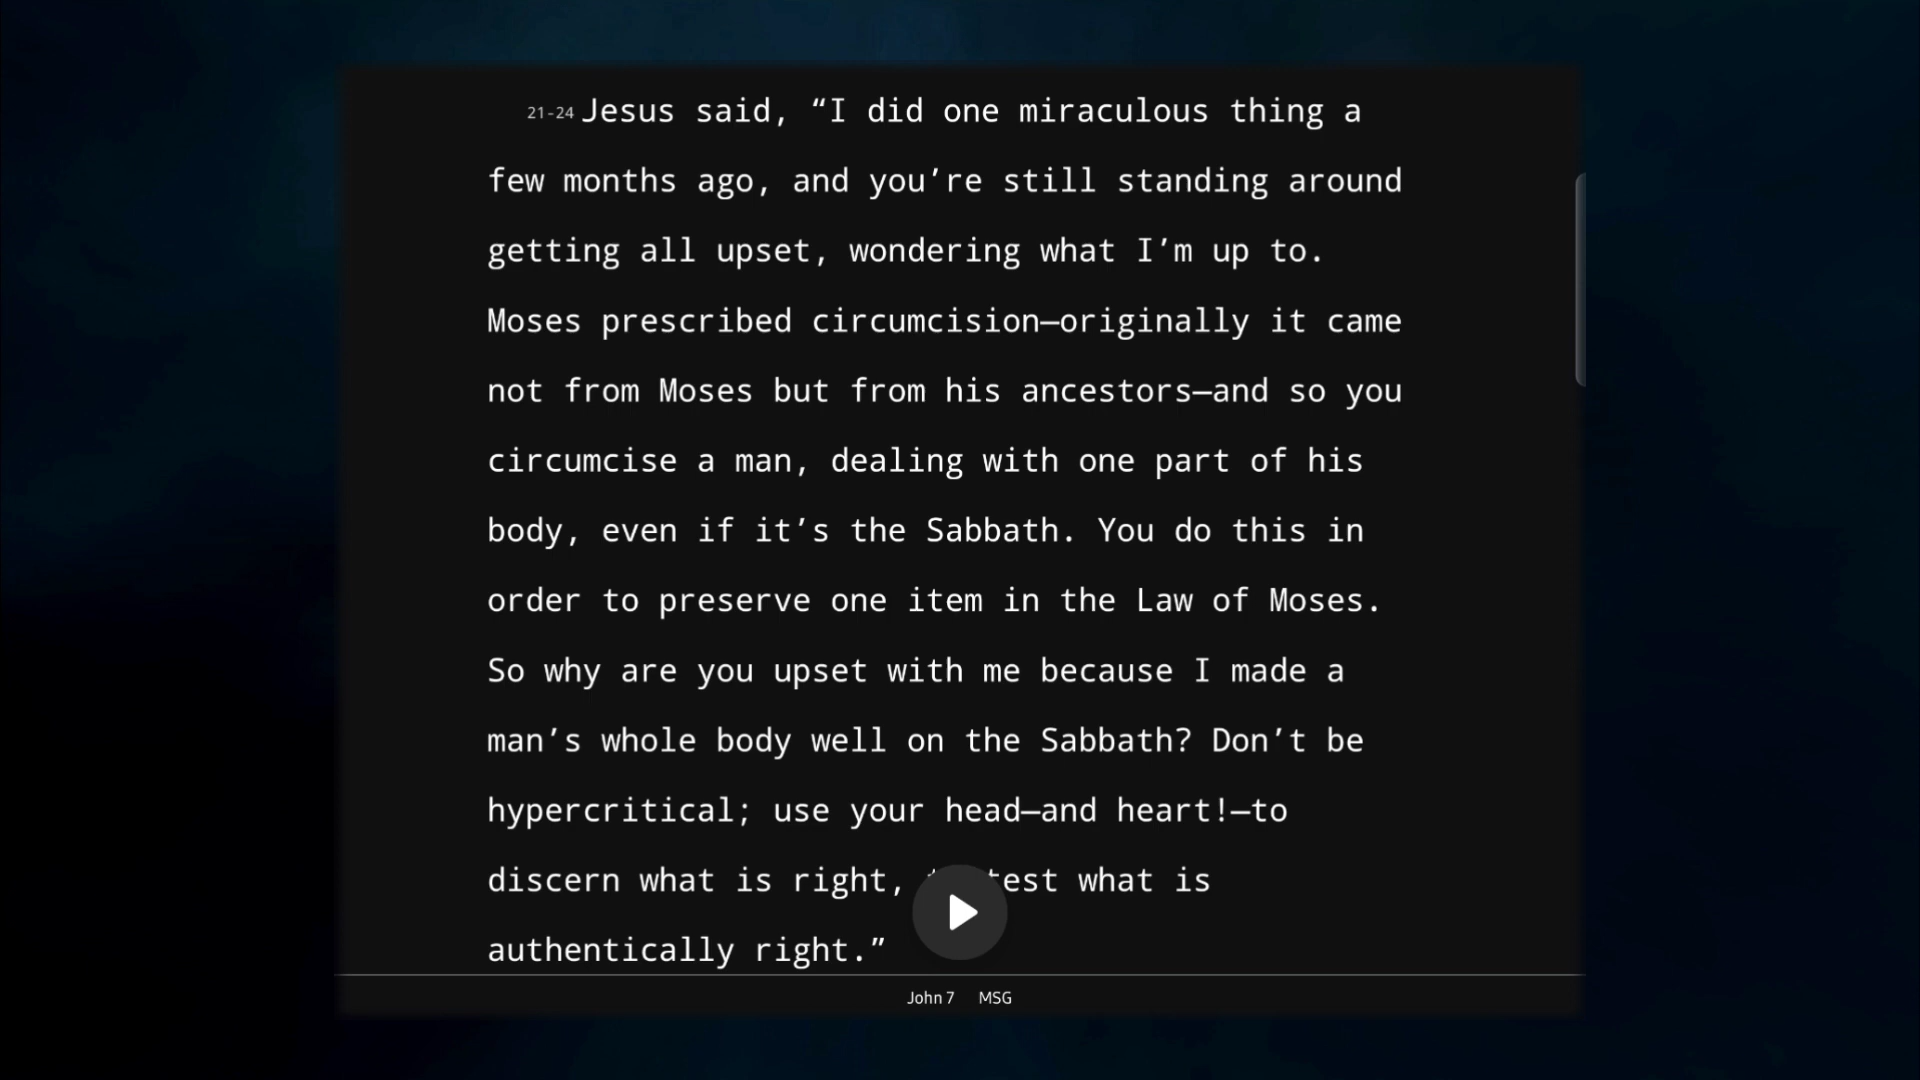 21-24 Jesus said, “I did one miraculous thing a
few months ago, and you’re still standing around
getting all upset, wondering what I’m up to.
Moses prescribed circumcision—originally it came
not from Moses but from his ancestors—and so you
circumcise a man, dealing with one part of his
body, even if it’s the Sabbath. You do this in
order to preserve one item in the Law of Moses.
So why are you upset with me because I made a
man’s whole body well on the Sabbath? Don’t be
hypercritical; use your head—and heart!—to
discern what is right, test what is
authentically right.”
John 7 MSG